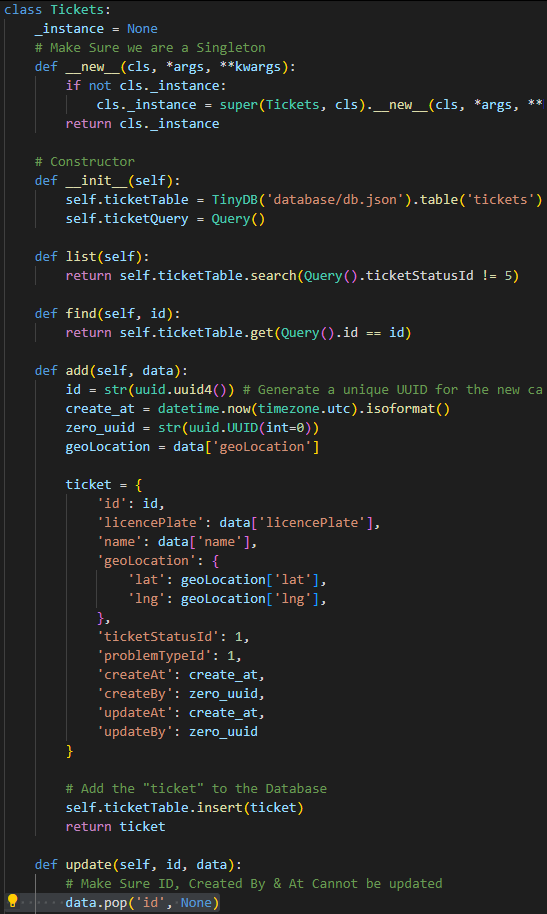 class Tickets:
    _instance = None
    # Make Sure we are a Singleton
    def __new__(cls, *args, **kwargs):
        if not cls._instance:
            cls._instance = super(Tickets, cls).__new__(cls, *args, **
        return cls._instance

    # Constructor
    def __init__(self):
        self.ticketTable = TinyDB('database/db.json').table('tickets')
        self.ticketQuery = Query()

    def list(self):
        return self.ticketTable.search(Query().ticketStatusId != 5)

    def find(self, id):
        return self.ticketTable.get(Query().id == id)

    def add(self, data):
        id = str(uuid.uuid4()) # Generate a unique UUID for the new ca
        create_at = datetime.now(timezone.utc).isoformat()
        zero_uuid = str(uuid.UUID(int=0))
        geoLocation = data['geoLocation']

        ticket = {
            'id': id,
            'licencePlate': data['licencePlate'],
            'name': data['name'],
            'geoLocation': {
                'lat': geoLocation['lat'],
                'lng': geoLocation['lng'],
            },
            'ticketStatusId': 1,
            'problemTypeId': 1,
            'createAt': create_at,
            'createBy': zero_uuid,
            'updateAt': create_at,
            'updateBy': zero_uuid
        }

        # Add the "ticket" to the Database
        self.ticketTable.insert(ticket)
        return ticket

    def update(self, id, data):
        # Make Sure ID, Created By & At Cannot be updated
        data.pop('id', None)